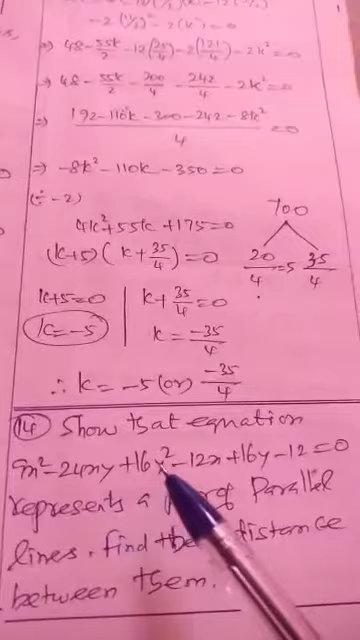 ⇒ 48 - 55k/2 - 12(25/4) - 2(121/4) - 2k² = 0
⇒ 48 - 55k/2 - 300/4 - 242/4 - 2k² = 0
⇒ (192 - 110k - 300 - 242 - 8k²)/4 = 0
⇒ -8k² - 110k - 350 = 0
(÷ -2)
4k² + 55k + 175 = 0
700
(k+5)(k + 35/4) = 0
20/4 = 5 35/4
k+5=0 | k + 35/4 = 0
k = -5 | k = -35/4
∴ k = -5 (or) -35/4
(14) Show that equation
9x² - 24xy + 16y² - 12x + 16y - 12 = 0
represents a of Parallel
lines. find the distance
between them.